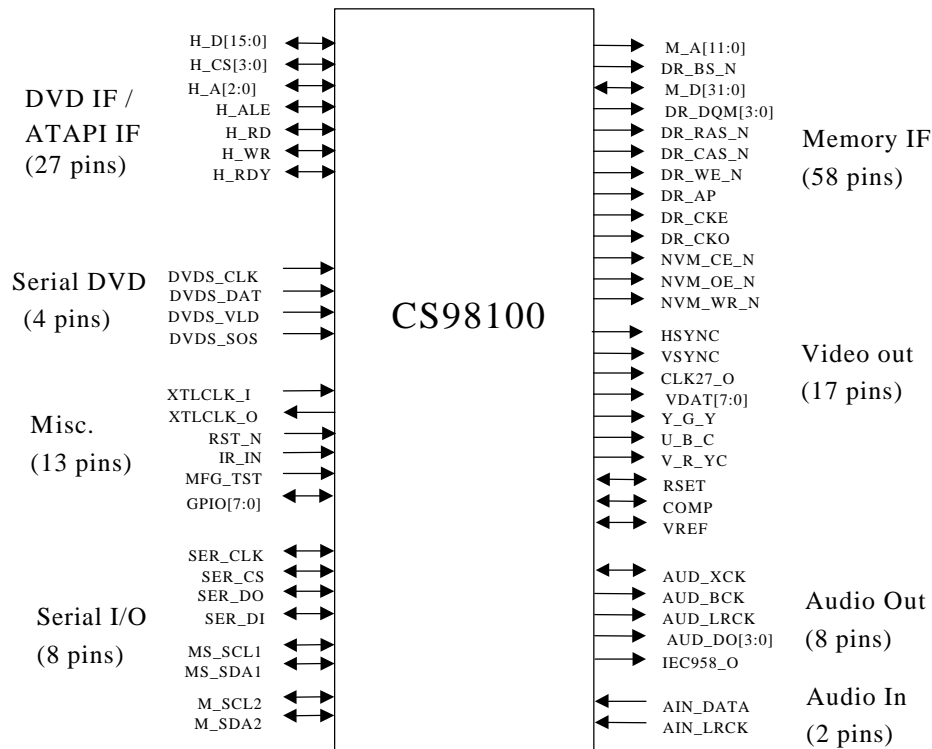 H_D[15:0]
H_CS[3:0]
H_A[2:0]
H_ALE
H_RD
H_WR
H_RDY
DVD IF /
ATAPI IF
(27 pins)
DVDS_CLK
DVDS_DAT
DVDS_VLD
DVDS_SOS
Serial DVD
(4 pins)
XTLCLK_I
XTLCLK_O
RST_N
IR_IN
MFG_TST
GPIO[7:0]
Misc.
(13 pins)
SER_CLK
SER_CS
SER_DO
SER_DI
MS_SCL1
MS_SDA1
M_SCL2
M_SDA2
Serial I/O
(8 pins)
CS98100
M_A[11:0]
DR_BS_N
M_D[31:0]
DR_DQM[3:0]
DR_RAS_N
DR_CAS_N
DR_WE_N
DR_AP
DR_CKE
DR_CKO
NVM_CE_N
NVM_OE_N
NVM_WR_N
Memory IF
(58 pins)
HSYNC
VSYNC
CLK27_O
VDAT[7:0]
Y_G_Y
U_B_C
V_R_YC
RSET
COMP
VREF
Video out
(17 pins)
AUD_XCK
AUD_BCK
AUD_LRCK
AUD_DO[3:0]
IEC958_O
Audio Out
(8 pins)
AIN_DATA
AIN_LRCK
Audio In
(2 pins)